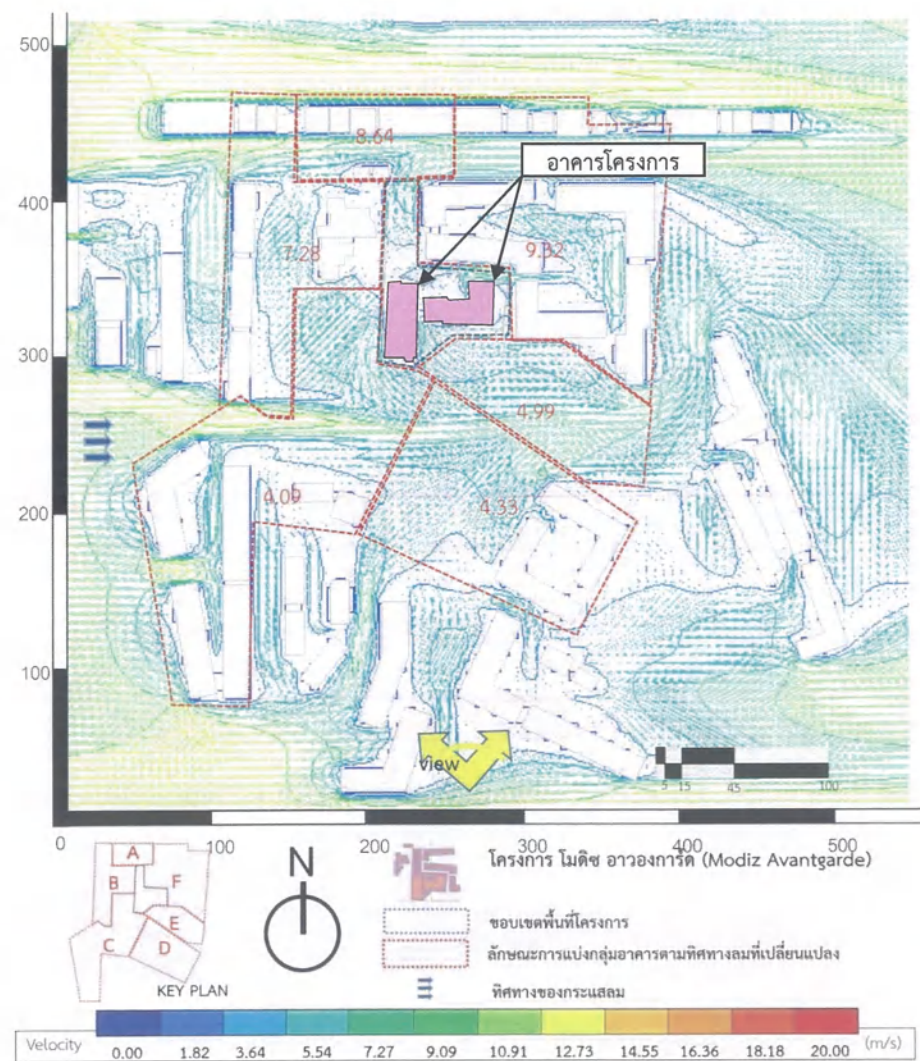 500
8.64
อาคารโครงการ
400
7.28
9.32
300
4.99
4.09
4.33
200
100
view
5 15 45 100
0 100 200 300 400 500
A
B
F
E
C
D
KEY PLAN
N
โครงการ โมดิซ อาวองการ์ด (Modiz Avantgarde)
ขอบเขตพื้นที่โครงการ
ลักษณะการแบ่งกลุ่มอาคารตามทิศทางลมที่เปลี่ยนแปลง
ทิศทางของกระแสลม
Velocity 0.00 1.82 3.64 5.54 7.27 9.09 10.91 12.73 14.55 16.36 18.18 20.00 (m/s)